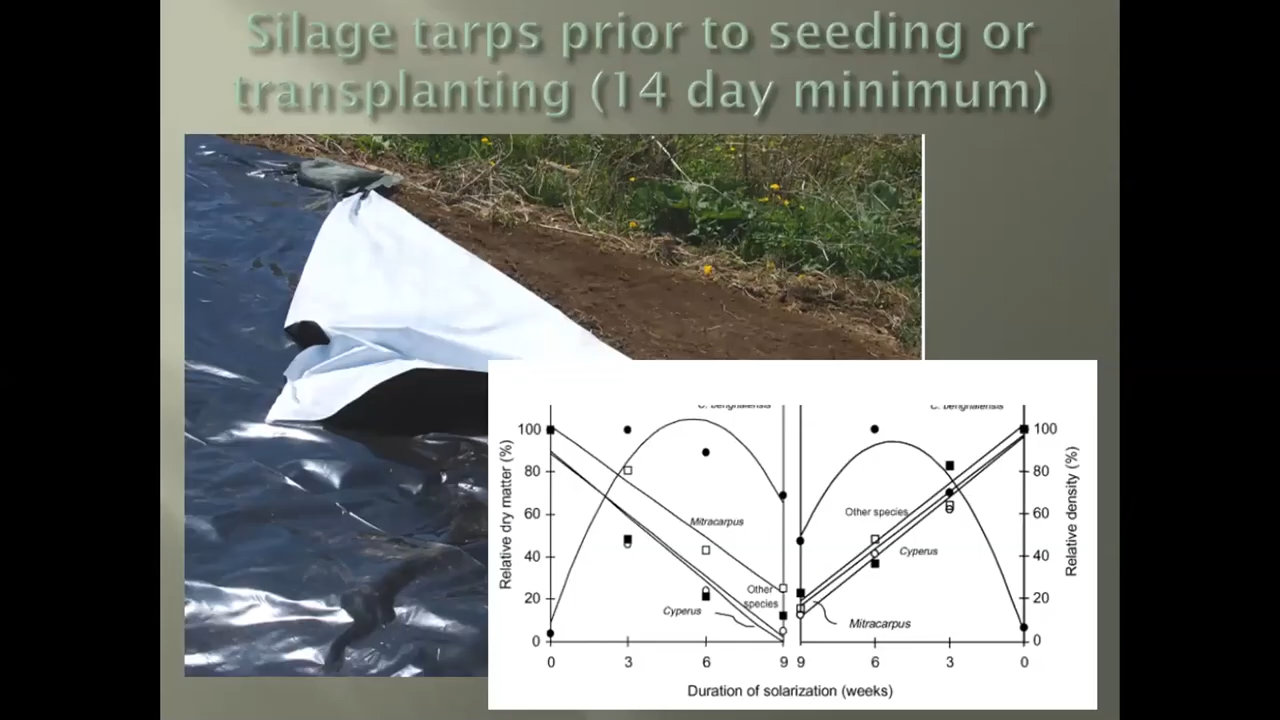 Silage tarps prior to seeding or
transplanting (14 day minimum)
C. benghalensis
C. benghalensis
Relative dry matter (%)
100
80
60
40
20
0
Mitracarpus
Other
species
Cyperus
0 3 6 9
Other species
Cyperus
Mitracarpus
9 6 3 0
100
80
60
40
20
0
Relative density (%)
Duration of solarization (weeks)